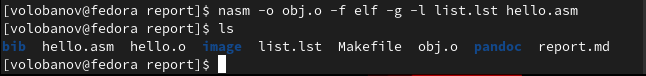 [volobanov@fedora report]$ nasm -o obj.o -f elf -g -l list.lst hello.asm
[volobanov@fedora report]$ ls
bib hello.asm hello.o image list.lst Makefile obj.o pandoc report.md
[volobanov@fedora report]$